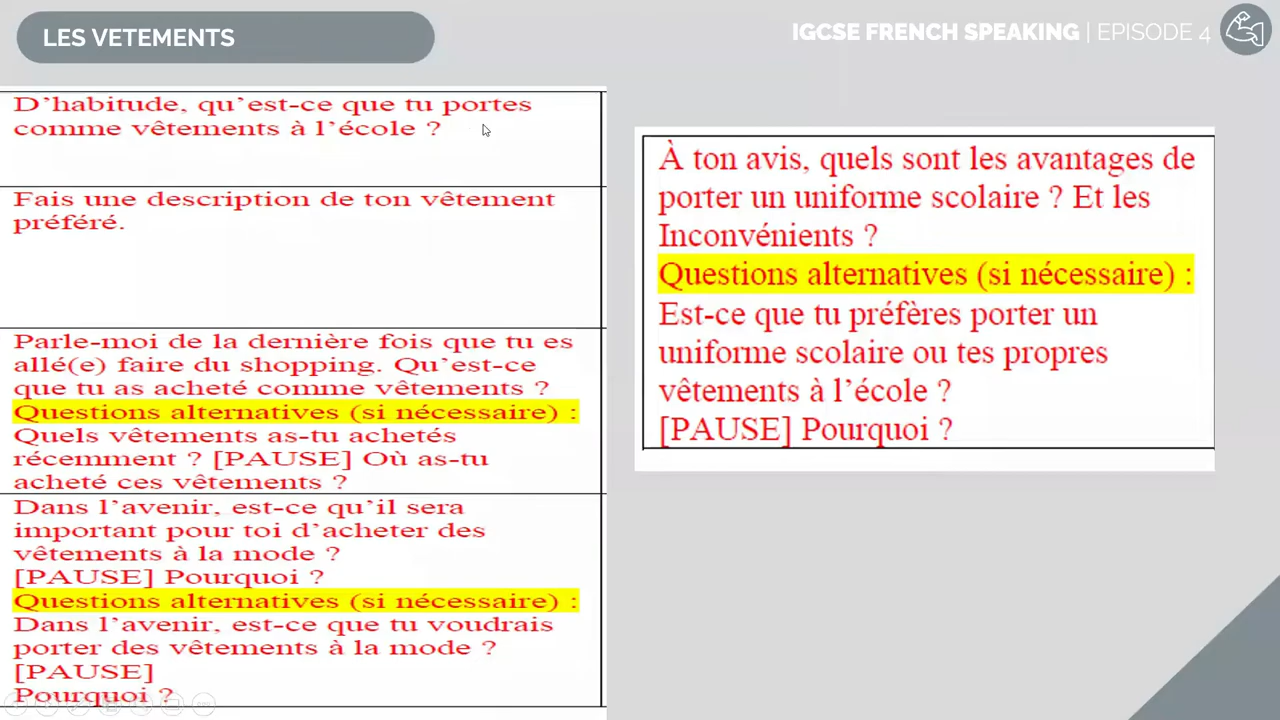 LES VETEMENTS
IGCSE FRENCH SPEAKING | EPISODE 4
D'habitude, qu'est-ce que tu portes
comme vêtements à l'école ?
Fais une description de ton vêtement
préféré.
Parle-moi de la dernière fois que tu es
allé(e) faire du shopping. Qu'est-ce
que tu as acheté comme vêtements ?
Questions alternatives (si nécessaire) :
Quels vêtements as-tu achetés
récemment ? [PAUSE] Où as-tu
acheté ces vêtements ?
Dans l'avenir, est-ce qu'il sera
important pour toi d'acheter des
vêtements à la mode ?
[PAUSE] Pourquoi ?
Questions alternatives (si nécessaire) :
Dans l'avenir, est-ce que tu voudrais
porter des vêtements à la mode ?
[PAUSE]
Pourquoi ?
À ton avis, quels sont les avantages de
porter un uniforme scolaire ? Et les
Inconvénients ?
Questions alternatives (si nécessaire) :
Est-ce que tu préfères porter un
uniforme scolaire ou tes propres
vêtements à l'école ?
[PAUSE] Pourquoi ?